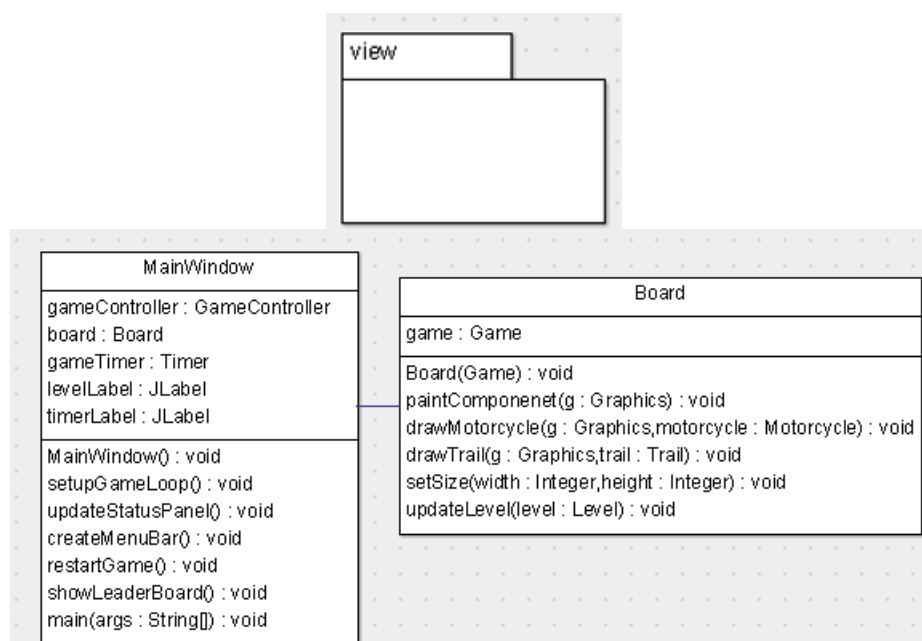 view
MainWindow
gameController : GameController
board : Board
gameTimer : Timer
levelLabel : JLabel
timerLabel : JLabel
MainWindow() : void
setupGameLoop() : void
updateStatusPanel() : void
createMenuBar() : void
restartGame() : void
showLeaderBoard() : void
main(args : String[]) : void
Board
game : Game
Board(Game) : void
paintComponenet(g : Graphics) : void
drawMotorcycle(g : Graphics,motorcycle : Motorcycle) : void
drawTrail(g : Graphics,trail : Trail) : void
setSize(width : Integer,height : Integer) : void
updateLevel(level : Level) : void